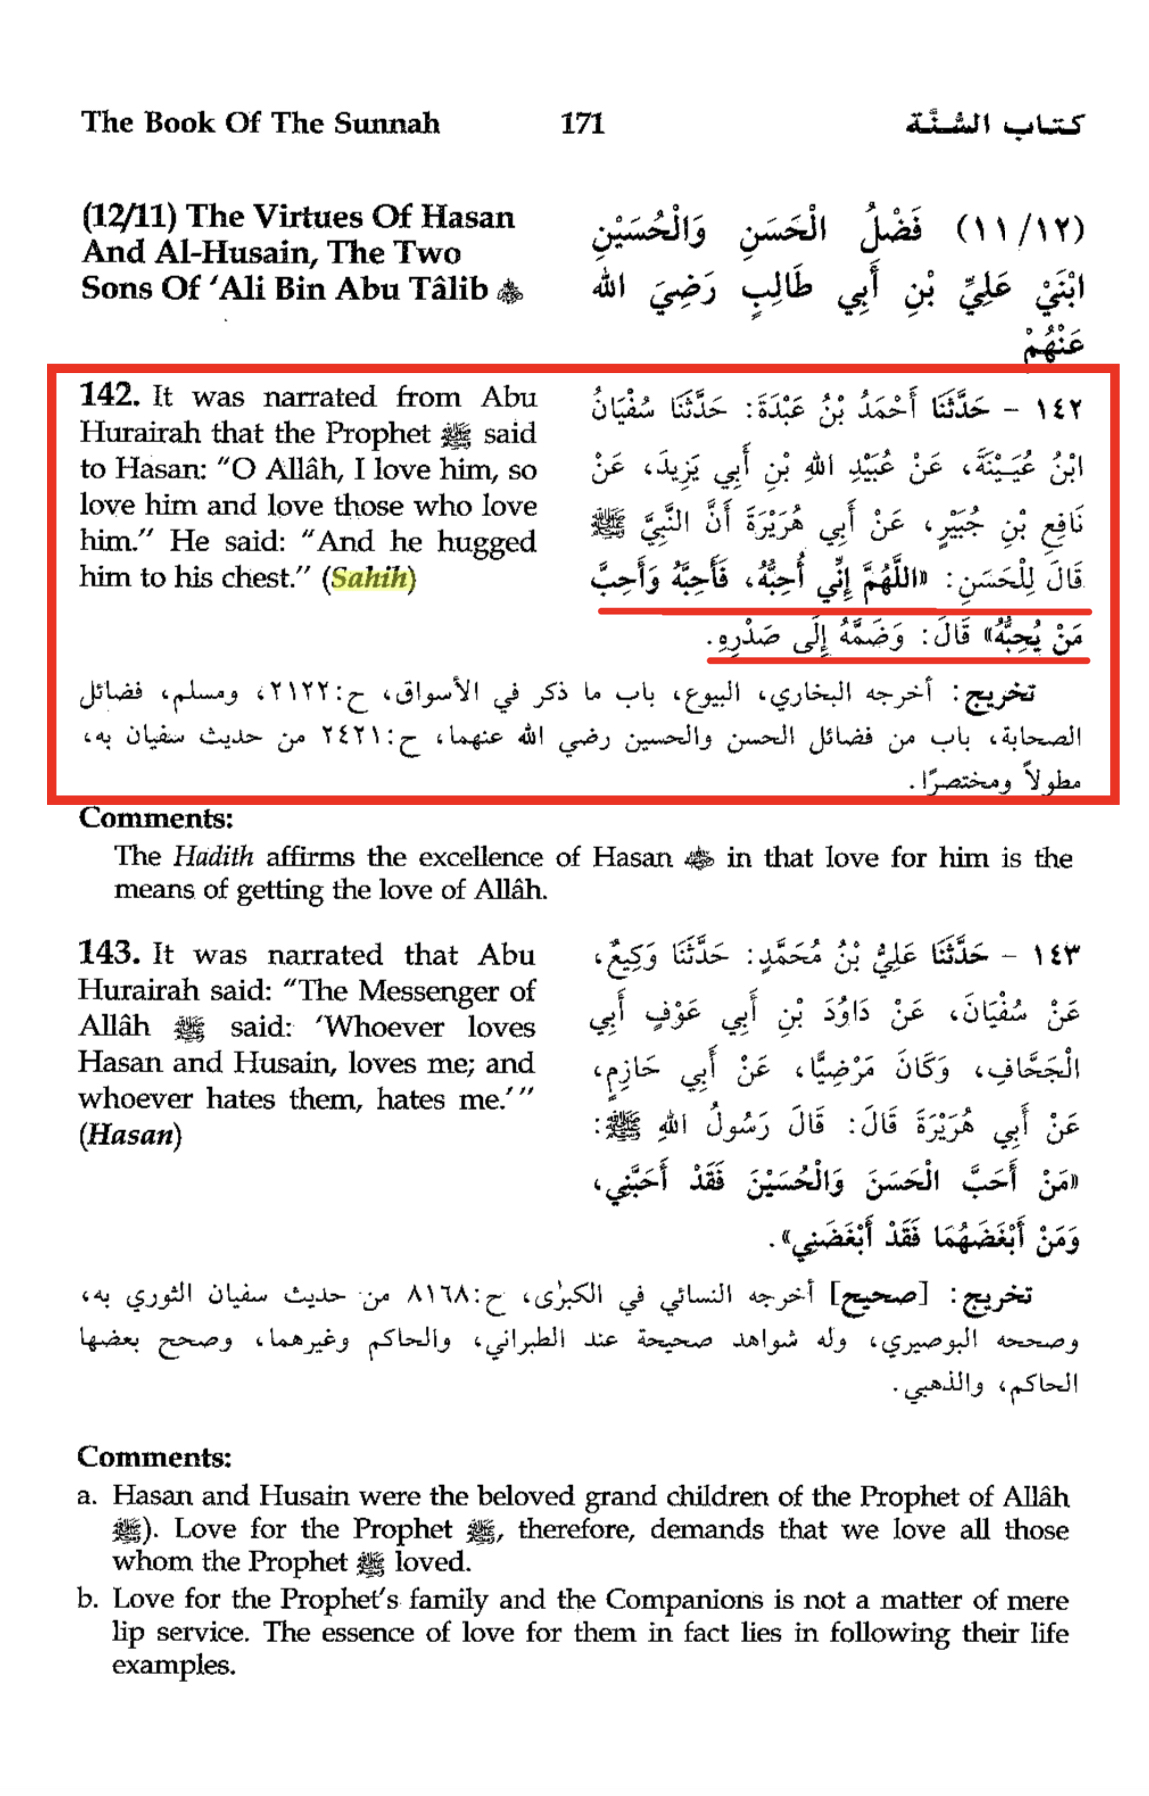 The Book Of The Sunnah 171 كتاب السُّنَّة
(12/11) The Virtues Of Hasan
And Al-Husain, The Two
Sons Of ‘Ali Bin Abu Tâlib ﷺ
(١١/١٢) فَضْلُ الْحَسَنِ وَالْحُسَيْنِ
ابْنَيْ عَلِيِّ بْنِ أَبِي طَالِبٍ رَضِيَ الله
عَنْهُمْ
142. It was narrated from Abu
Hurairah that the Prophet ﷺ said
to Hasan: “O Allâh, I love him, so
love him and love those who love
him.” He said: “And he hugged
him to his chest.” (Sahih)
١٤٢ - حَدَّثَنَا أَحْمَدُ بْنُ عَبْدَةَ: حَدَّثَنَا سُفْيَانُ
ابْنُ عُيَيْنَةَ، عَنْ عُبَيْدِ اللهِ بْنِ أَبِي يَزِيدَ، عَنْ
نَافِعِ بْنِ جُبَيْرٍ، عَنْ أَبِي هُرَيْرَةَ أَنَّ النَّبِيَّ ﷺ
قَالَ لِلْحَسَنِ: «اللَّهُمَّ إِنِّي أُحِبُّهُ، فَأَحِبَّهُ وَأَحِبَّ
مَنْ يُحِبُّهُ» قَالَ: وَضَمَّهُ إِلَى صَدْرِهِ.
تخريج: أخرجه البخاري، البيوع، باب ما ذكر في الأسواق، ح:٢١٢٢، ومسلم، فضائل
الصحابة، باب من فضائل الحسن والحسين رضي الله عنهما، ح:٢٤٢١ من حديث سفيان به،
مطولاً ومختصرًا.
Comments:
The Hadith affirms the excellence of Hasan in that love for him is the
means of getting the love of Allâh.
143. It was narrated that Abu
Hurairah said: “The Messenger of
Allâh ﷺ said: ‘Whoever loves
Hasan and Husain, loves me; and
whoever hates them, hates me.’”
(Hasan)
١٤٣ - حَدَّثَنَا عَلِيُّ بْنُ مُحَمَّدٍ: حَدَّثَنَا وَكِيعٌ،
عَنْ سُفْيَانَ، عَنْ دَاوُدَ بْنِ أَبِي عَوْفٍ أَبِي
الْجَحَّافِ، وَكَانَ مَرْضِيًّا، عَنْ أَبِي حَازِمٍ،
عَنْ أَبِي هُرَيْرَةَ قَالَ: قَالَ رَسُولُ اللهِ ﷺ:
«مَنْ أَحَبَّ الْحَسَنَ وَالْحُسَيْنَ فَقَدْ أَحَبَّنِي،
وَمَنْ أَبْغَضَهُمَا فَقَدْ أَبْغَضَنِي».
تخريج: [صحيح] أخرجه النسائي في الكبرٰى، ح:٨١٦٨ من حديث سفيان الثوري به،
وصححه البوصيري، وله شواهد صحيحة عند الطبراني، والحاكم وغيرهما، وصحح بعضها
الحاكم، والذهبي.
Comments:
a. Hasan and Husain were the beloved grand children of the Prophet of Allâh
ﷺ). Love for the Prophet ﷺ, therefore, demands that we love all those
whom the Prophet ﷺ loved.
b. Love for the Prophet’s family and the Companions is not a matter of mere
lip service. The essence of love for them in fact lies in following their life
examples.